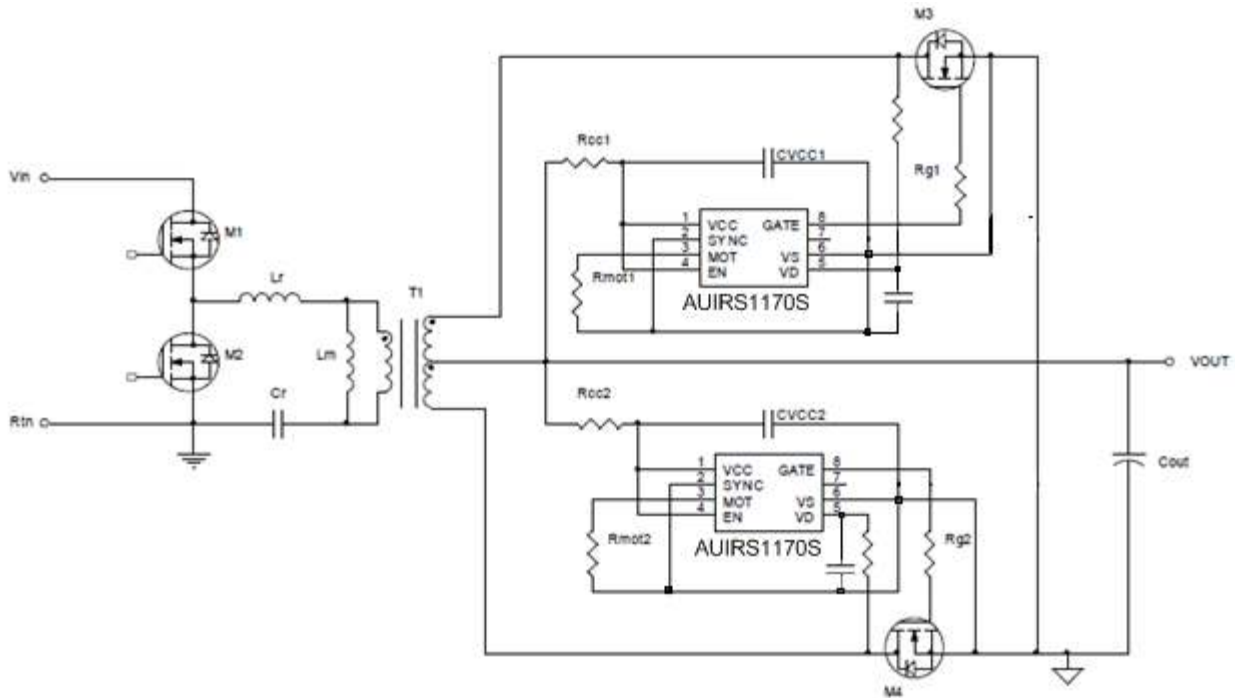 M3
Rcc1
CVCC1
Rg1
Vin
M1
1 VCC GATE 8
2 SYNC 7
3 MOT VS 6
4 EN VD 5
Rmot1
AUIRS1170S
Lr
T1
M2
Lm
VOUT
Cr
Rcc2
CVCC2
Rtn
1 VCC GATE 8
2 SYNC 7
3 MOT VS 6
4 EN VD 5
Cout
Rmot2
Rg2
AUIRS1170S
M4